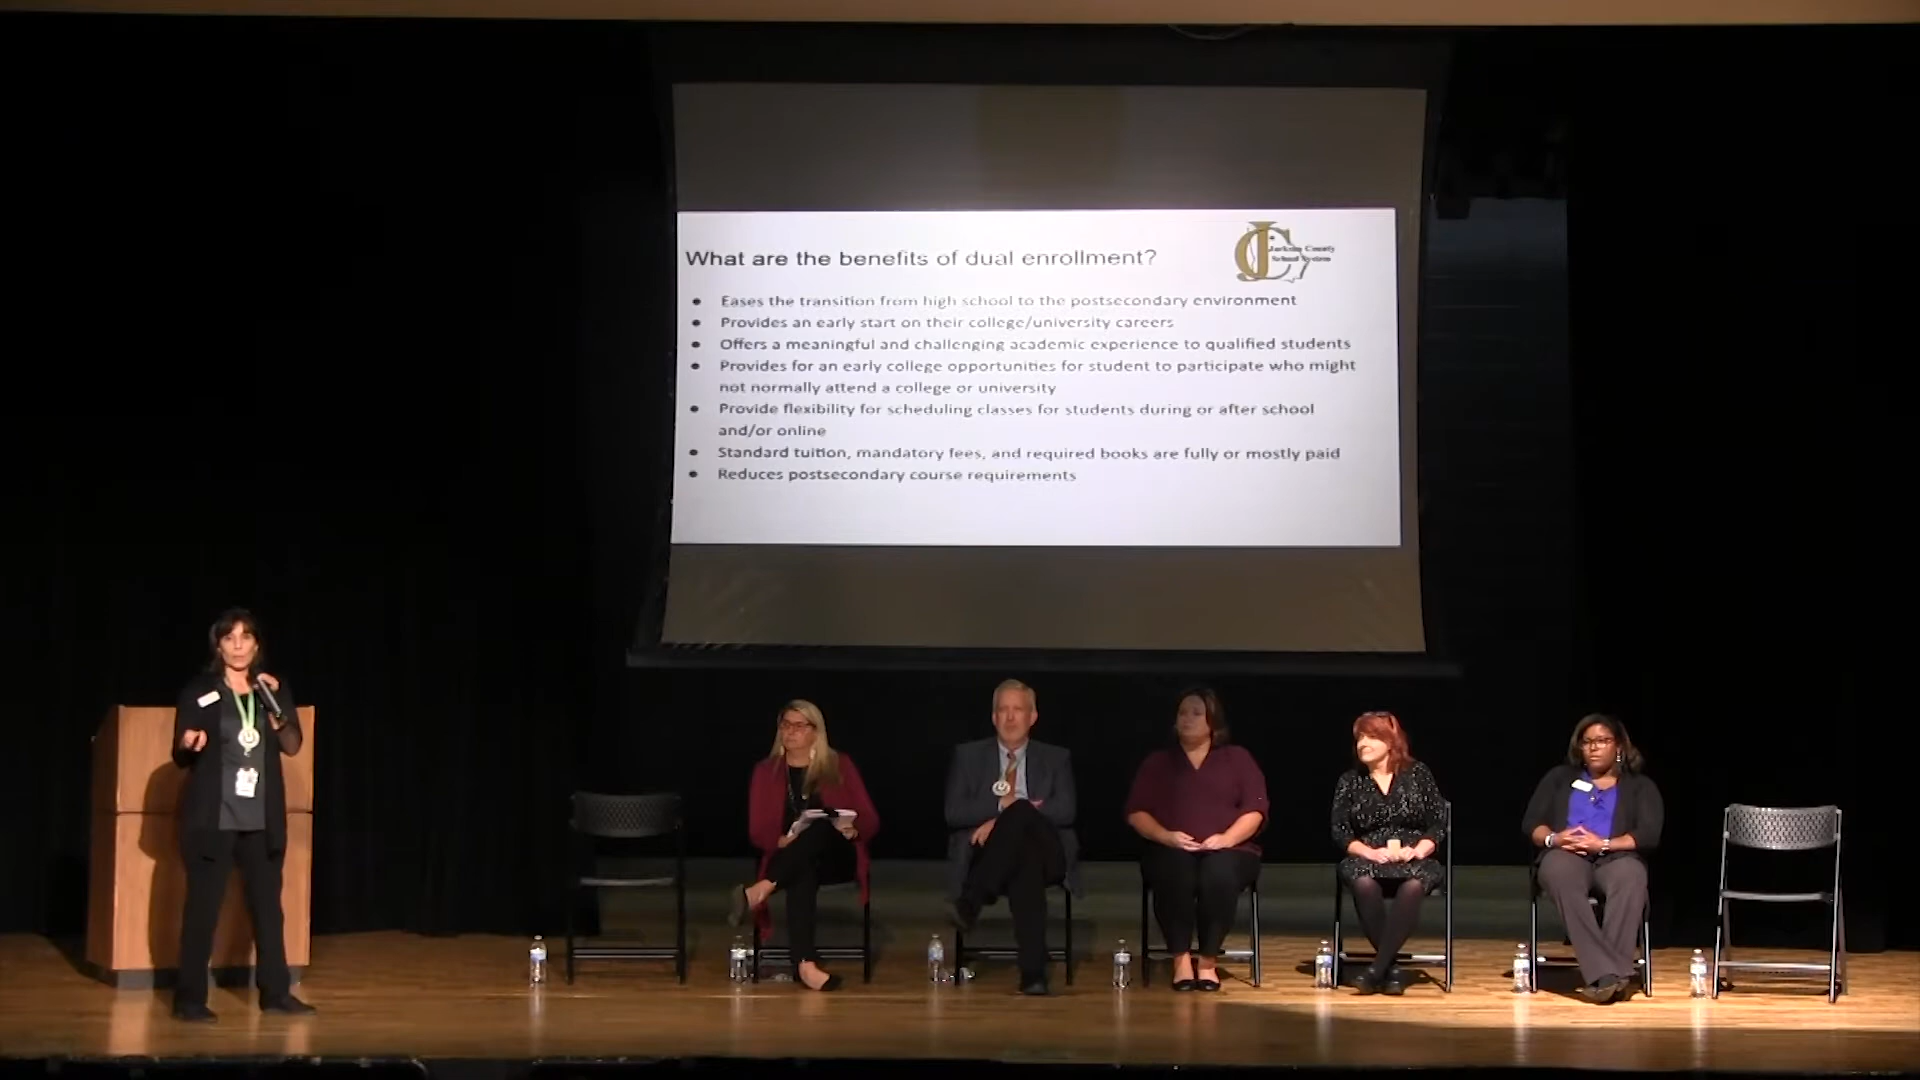 What are the benefits of dual enrollment?
Jackson County
School System
● Eases the transition from high school to the postsecondary environment
● Provides an early start on their college/university careers
● Offers a meaningful and challenging academic experience to qualified students
● Provides for an early college opportunities for student to participate who might
not normally attend a college or university
● Provide flexibility for scheduling classes for students during or after school
and/or online
● Standard tuition, mandatory fees, and required books are fully or mostly paid
● Reduces postsecondary course requirements